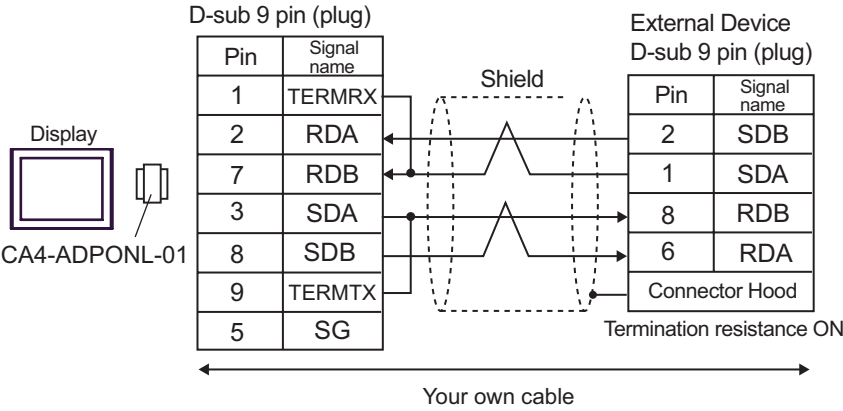 D-sub 9 pin (plug)
External Device
D-sub 9 pin (plug)
Pin Signal name
1 TERMRX
2 RDA
7 RDB
3 SDA
8 SDB
9 TERMTX
5 SG
Shield
Pin Signal name
2 SDB
1 SDA
8 RDB
6 RDA
Connector Hood
Termination resistance ON
Display
CA4-ADPONL-01
Your own cable